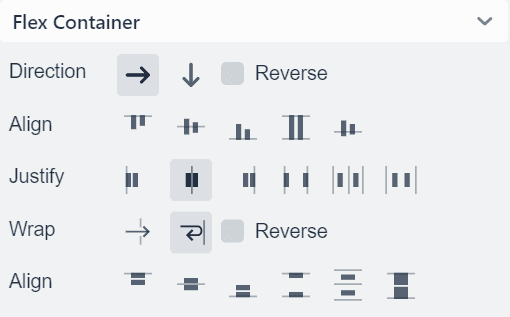 Flex Container
Direction Reverse
Align
Justify
Wrap Reverse
Align